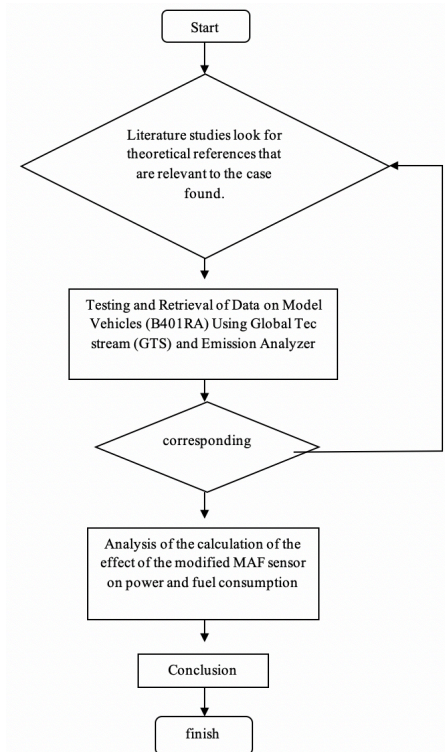 Start
Literature studies look for
theoretical references that
are relevant to the case
found.
Testing and Retrieval of Data on Model
Vehicles (B401RA) Using Global Tec
stream (GTS) and Emission Analyzer
corresponding
Analysis of the calculation of the
effect of the modified MAF sensor
on power and fuel consumption
Conclusion
finish